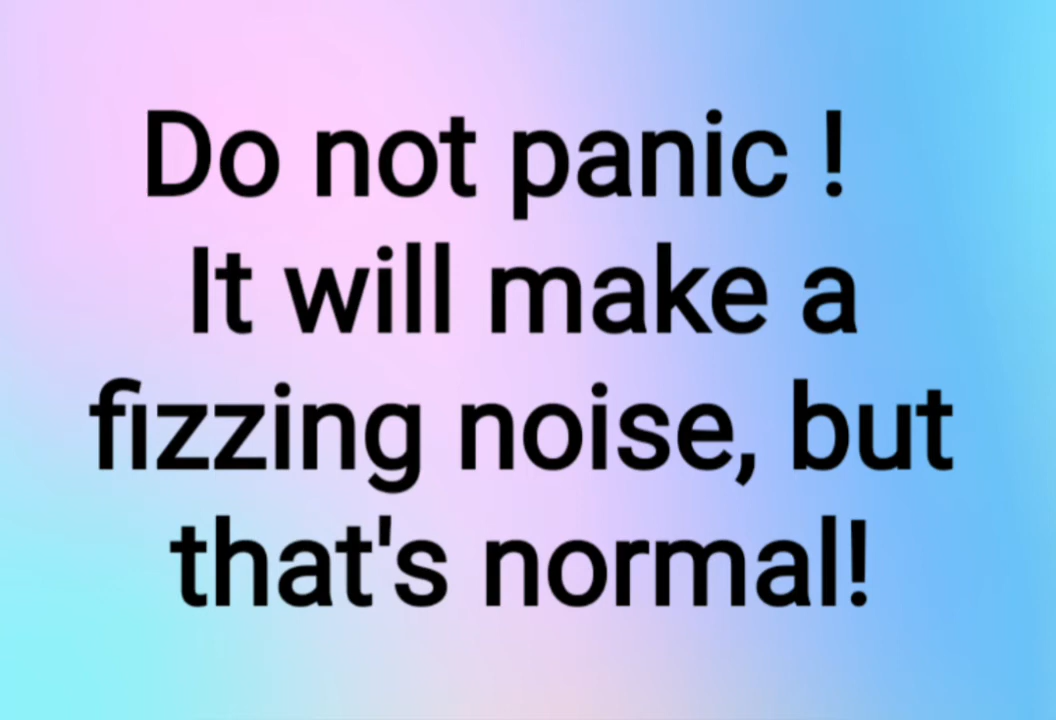 Do not panic !
It will make a
fizzing noise, but
that's normal!